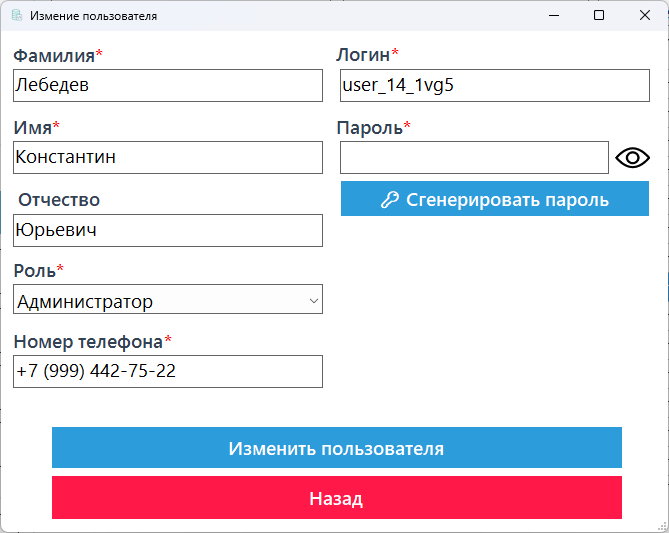 Измение пользователя
Фамилия*
Лебедев
Имя*
Константин
Отчество
Юрьевич
Роль*
Администратор
Номер телефона*
+7 (999) 442-75-22
Логин*
user_14_1vg5
Пароль*
Сгенерировать пароль
Изменить пользователя
Назад